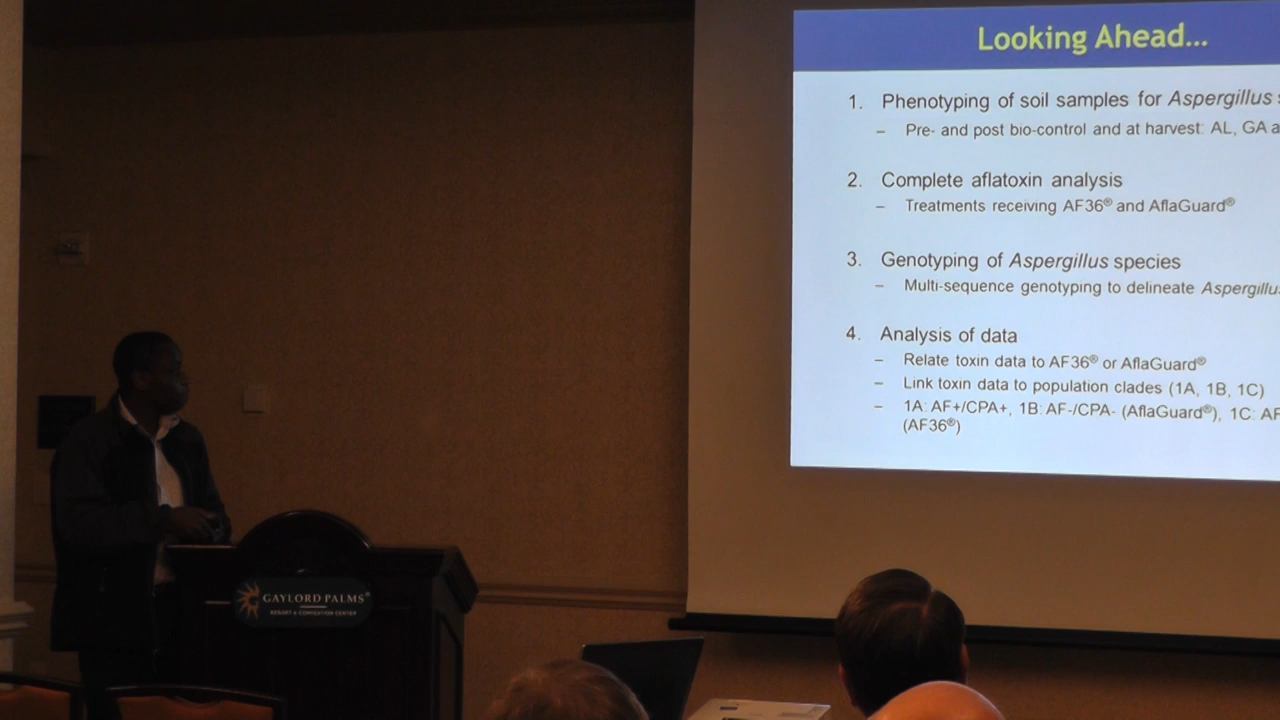 Looking Ahead...
1. Phenotyping of soil samples for Aspergillus
– Pre- and post bio-control and at harvest: AL, GA
2. Complete aflatoxin analysis
– Treatments receiving AF36® and AflaGuard®
3. Genotyping of Aspergillus species
– Multi-sequence genotyping to delineate Aspergillu
4. Analysis of data
– Relate toxin data to AF36® or AflaGuard®
– Link toxin data to population clades (1A, 1B, 1C)
– 1A: AF+/CPA+, 1B: AF-/CPA- (AflaGuard®), 1C: AF
(AF36®)
GAYLORD PALMS®
RESORT & CONVENTION CENTER